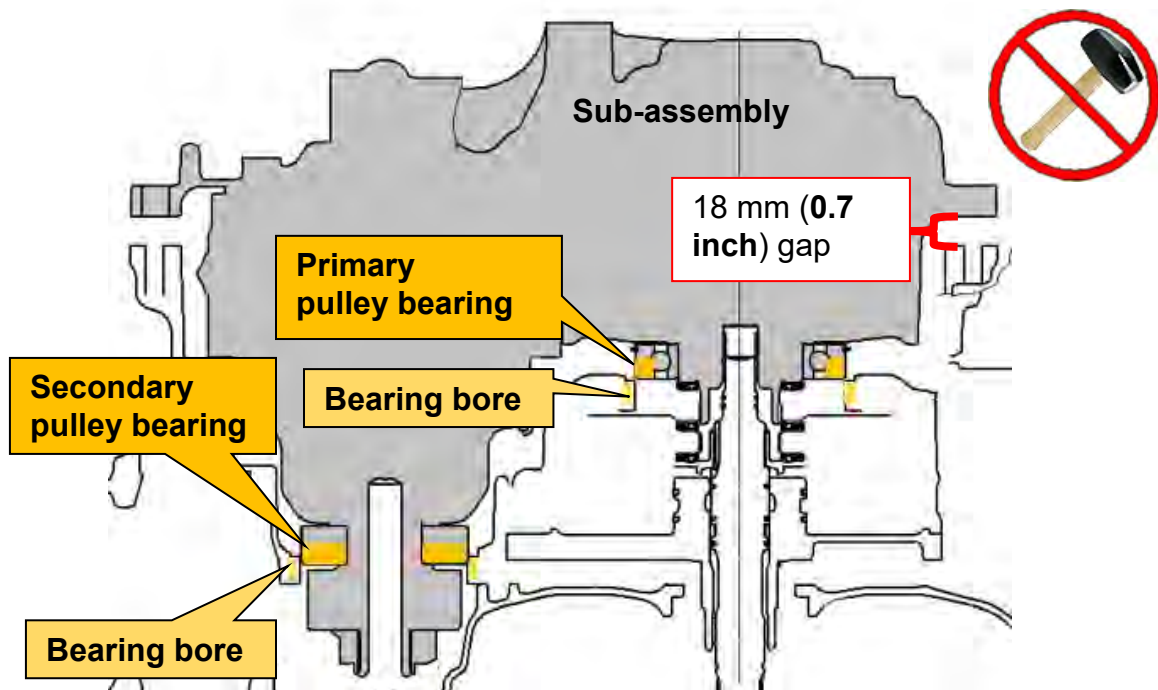 Sub-assembly
18 mm (0.7
inch) gap
Primary
pulley bearing
Secondary
pulley bearing
Bearing bore
Bearing bore